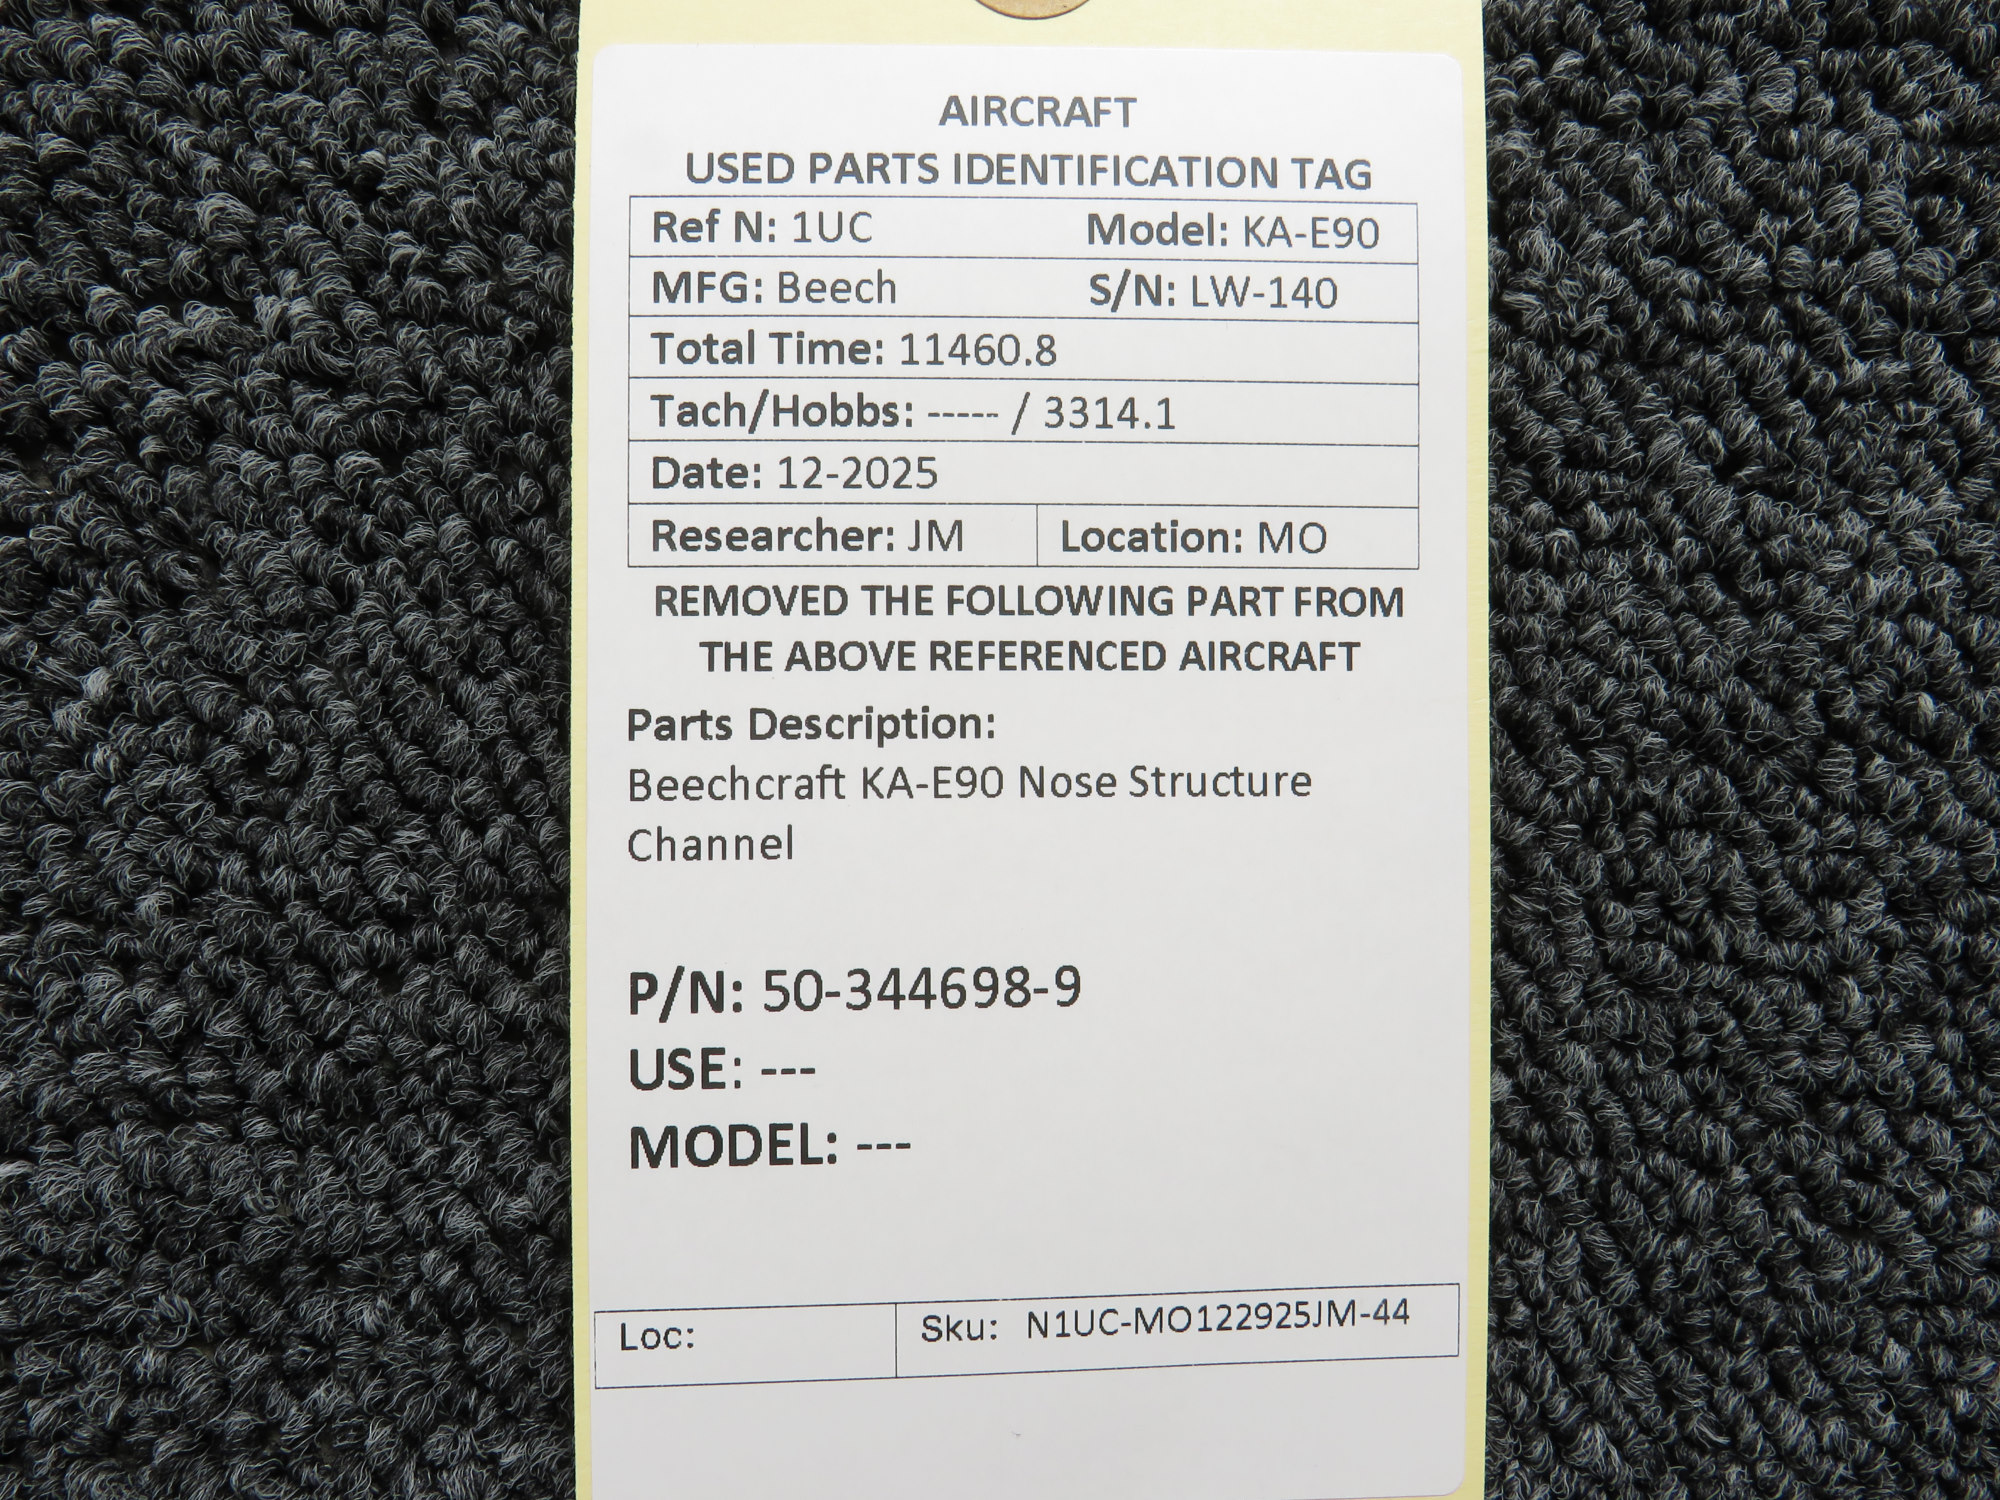 AIRCRAFT
USED PARTS IDENTIFICATION TAG
Ref N: 1UC Model: KA-E90
MFG: Beech S/N: LW-140
Total Time: 11460.8
Tach/Hobbs: ----- / 3314.1
Date: 12-2025
Researcher: JM Location: MO
REMOVED THE FOLLOWING PART FROM
THE ABOVE REFERENCED AIRCRAFT
Parts Description:
Beechcraft KA-E90 Nose Structure
Channel
P/N: 50-344698-9
USE: ---
MODEL: ---
Loc: Sku: N1UC-MO122925JM-44